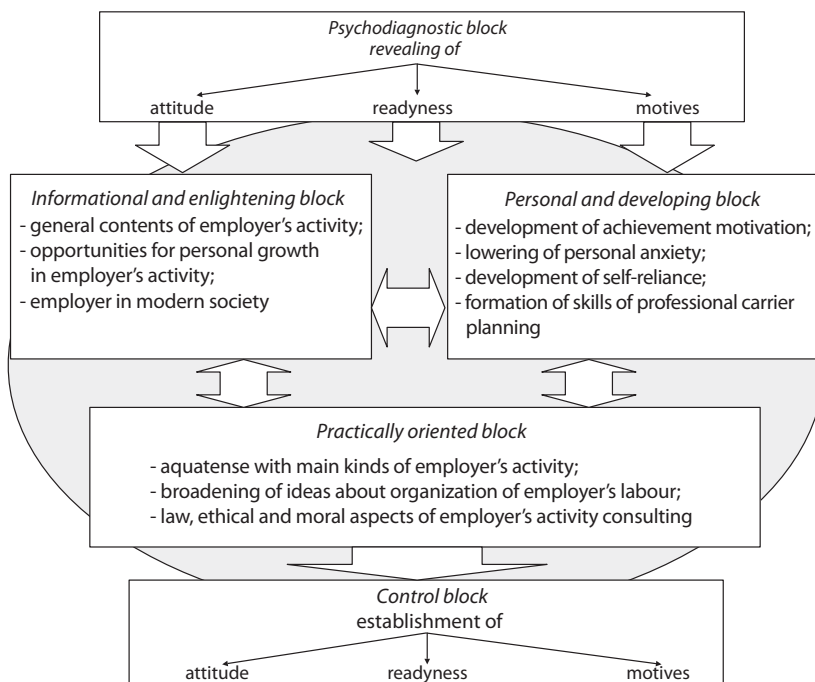 Psychodiagnostic block
revealing of
attitude readyness motives
Informational and enlightening block
- general contents of employer's activity;
- opportunities for personal growth
in employer's activity;
- employer in modern society
Personal and developing block
- development of achievement motivation;
- lowering of personal anxiety;
- development of self-reliance;
- formation of skills of professional carrier
planning
Practically oriented block
- aquatense with main kinds of employer's activity;
- broadening of ideas about organization of employer's labour;
- law, ethical and moral aspects of employer's activity consulting
Control block
establishment of
attitude readyness motives